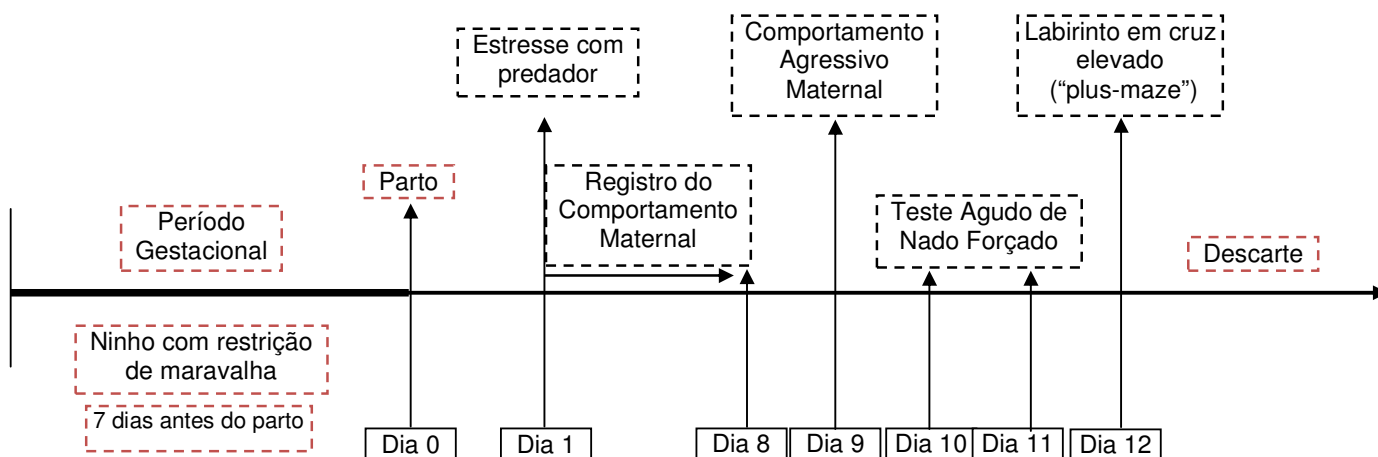 Estresse com
predador
Comportamento
Agressivo
Maternal
Labirinto em cruz
elevado
(“plus-maze”)
Parto
Registro do
Comportamento
Maternal
Período
Gestacional
Teste Agudo de
Nado Forçado
Descarte
Ninho com restrição
de maravalha
7 dias antes do parto
Dia 0
Dia 1
Dia 8
Dia 9
Dia 10
Dia 11
Dia 12